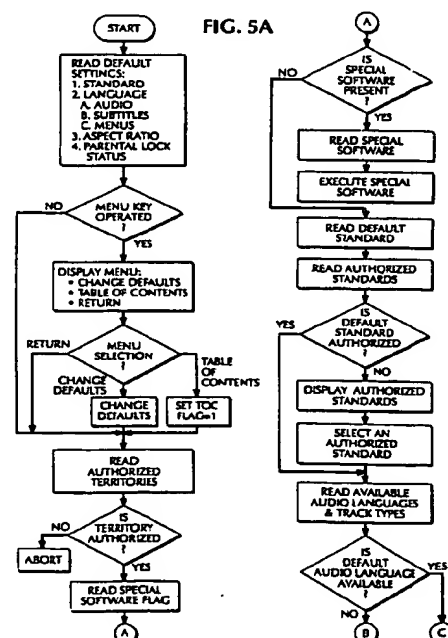 FIG. 5A
START
READ DEFAULT
SETTINGS:
1. STANDARD
2. LANGUAGE
A. AUDIO
B. SUBTITLES
C. MENUS
3. ASPECT RATIO
4. PARENTAL LOCK
STATUS
MENU KEY
OPERATED
?
NO
YES
DISPLAY MENU:
• CHANGE DEFAULTS
• TABLE OF CONTENTS
• RETURN
MENU
SELECTION
?
RETURN
CHANGE
DEFAULTS
TABLE
OF
CONTENTS
CHANGE
DEFAULTS
SET TOC
FLAG=1
READ
AUTHORIZED
TERRITORIES
IS
TERRITORY
AUTHORIZED
?
NO
ABORT
YES
READ SPECIAL
SOFTWARE FLAG
A
A
IS
SPECIAL
SOFTWARE
PRESENT
?
NO
YES
READ SPECIAL
SOFTWARE
EXECUTE SPECIAL
SOFTWARE
READ DEFAULT
STANDARD
READ AUTHORIZED
STANDARDS
IS
DEFAULT
STANDARD
AUTHORIZED
?
YES
NO
DISPLAY AUTHORIZED
STANDARDS
SELECT AN
AUTHORIZED
STANDARD
READ AVAILABLE
AUDIO LANGUAGES
& TRACK TYPES
IS
DEFAULT
AUDIO LANGUAGE
AVAILABLE
?
YES
NO
B
C